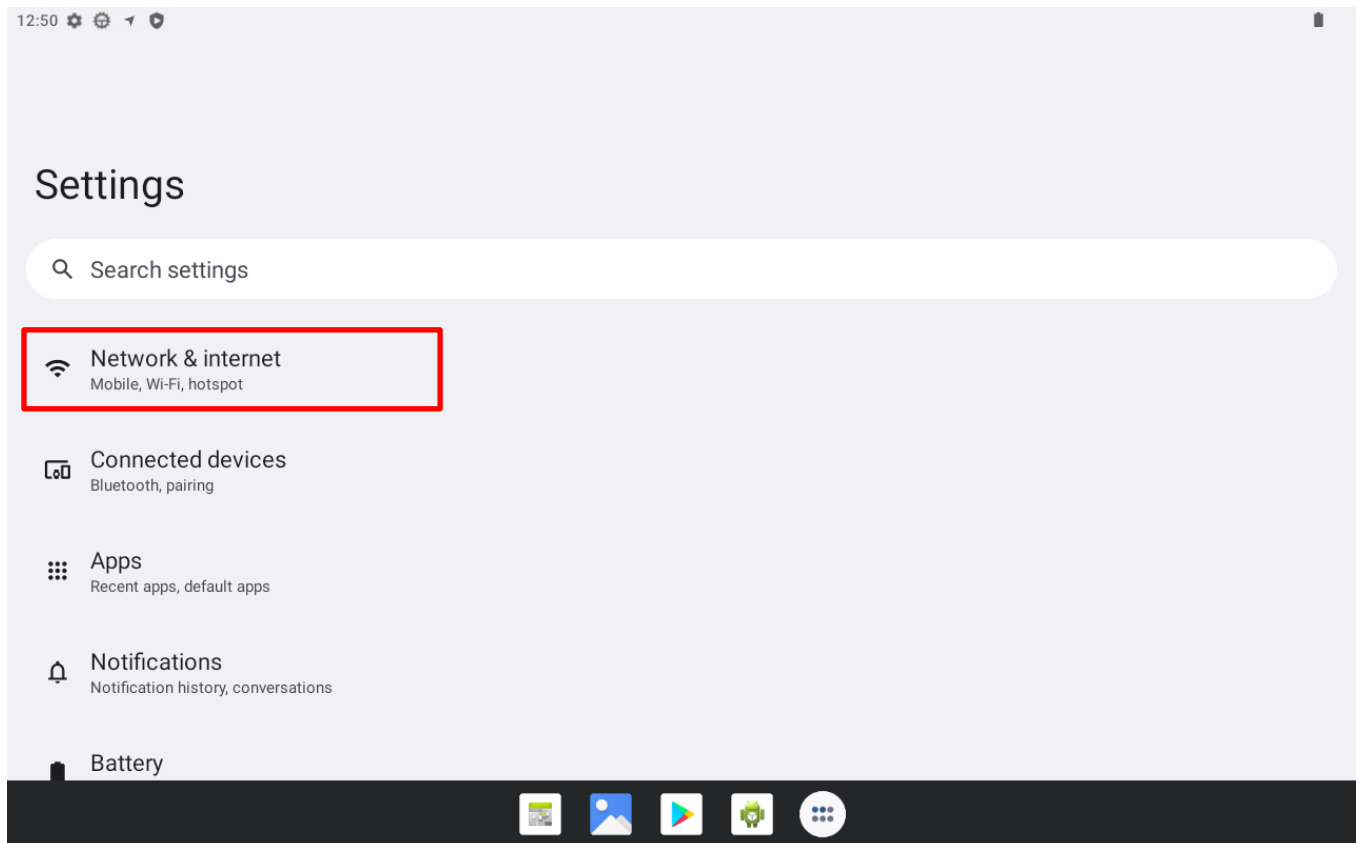 12:50
Settings
Search settings
Network & internet
Mobile, Wi-Fi, hotspot
Connected devices
Bluetooth, pairing
Apps
Recent apps, default apps
Notifications
Notification history, conversations
Battery